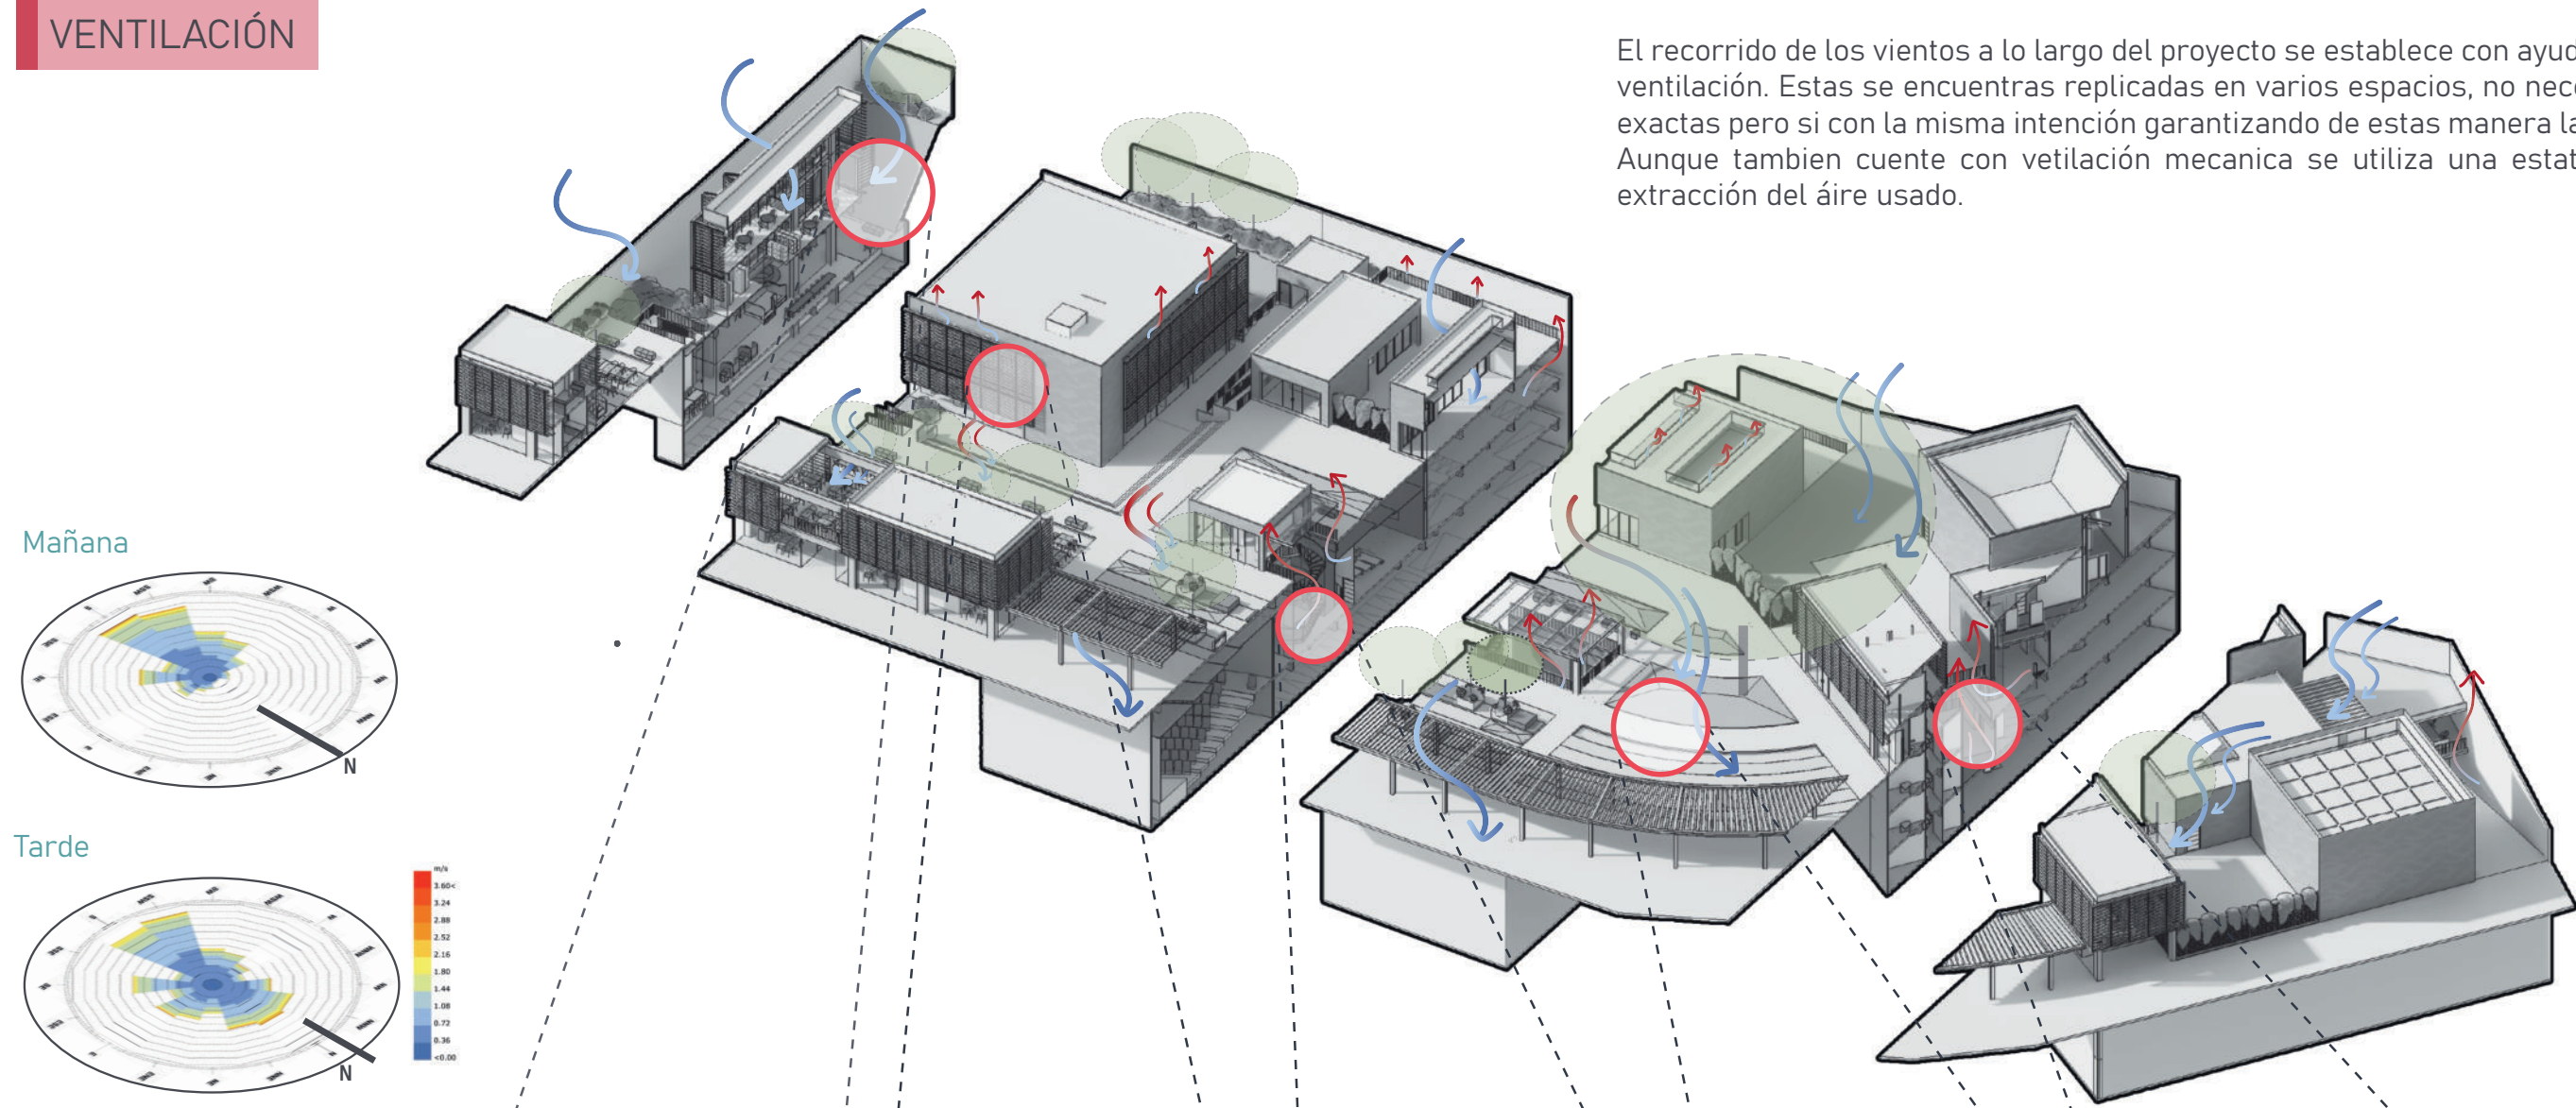 VENTILACIÓN
El recorrido de los vientos a lo largo del proyecto se establece con ayud
ventilación. Estas se encuentras replicadas en varios espacios, no nec
exactas pero si con la misma intención garantizando de estas manera la
Aunque tambien cuente con vetilación mecanica se utiliza una estat
extracción del áire usado.
Mañana
N
Tarde
m/s
3.60<
3.24
2.88
2.52
2.16
1.80
1.44
1.08
0.72
0.36
<0.00
N